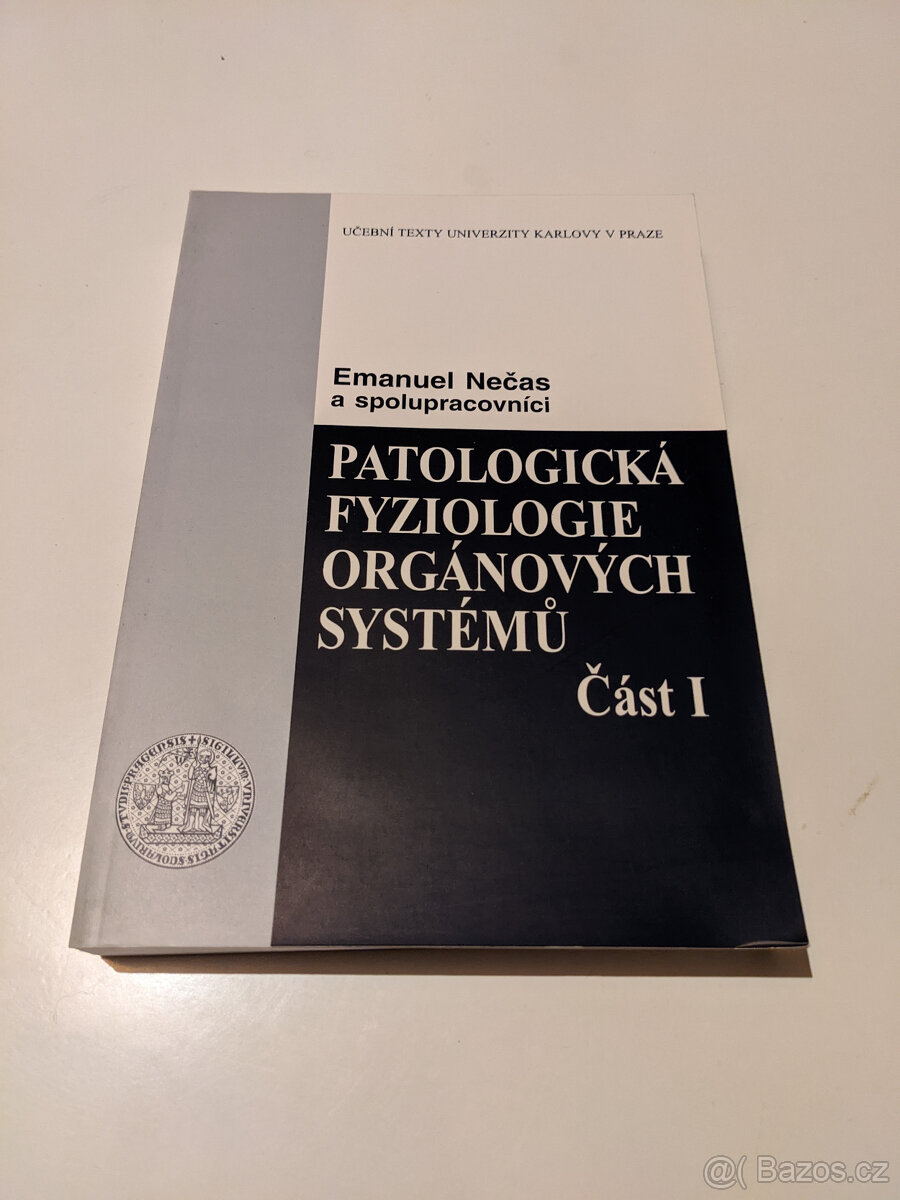 UČEBNÍ TEXTY UNIVERZITY KARLOVY V PRAZE
Emanuel Nečas
a spolupracovníci
PATOLOGICKÁ
FYZIOLOGIE
ORGÁNOVÝCH
SYSTÉMŮ
Část I
@( Bazos.cz